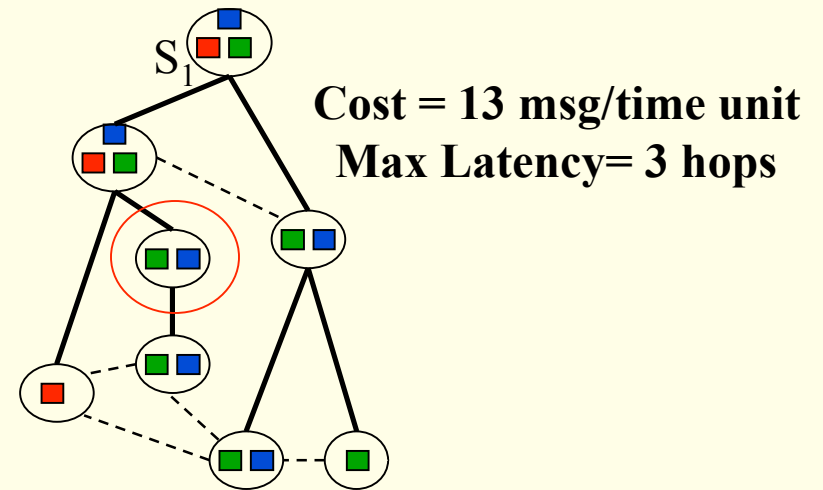 S₁
Cost = 13 msg/time unit
Max Latency= 3 hops